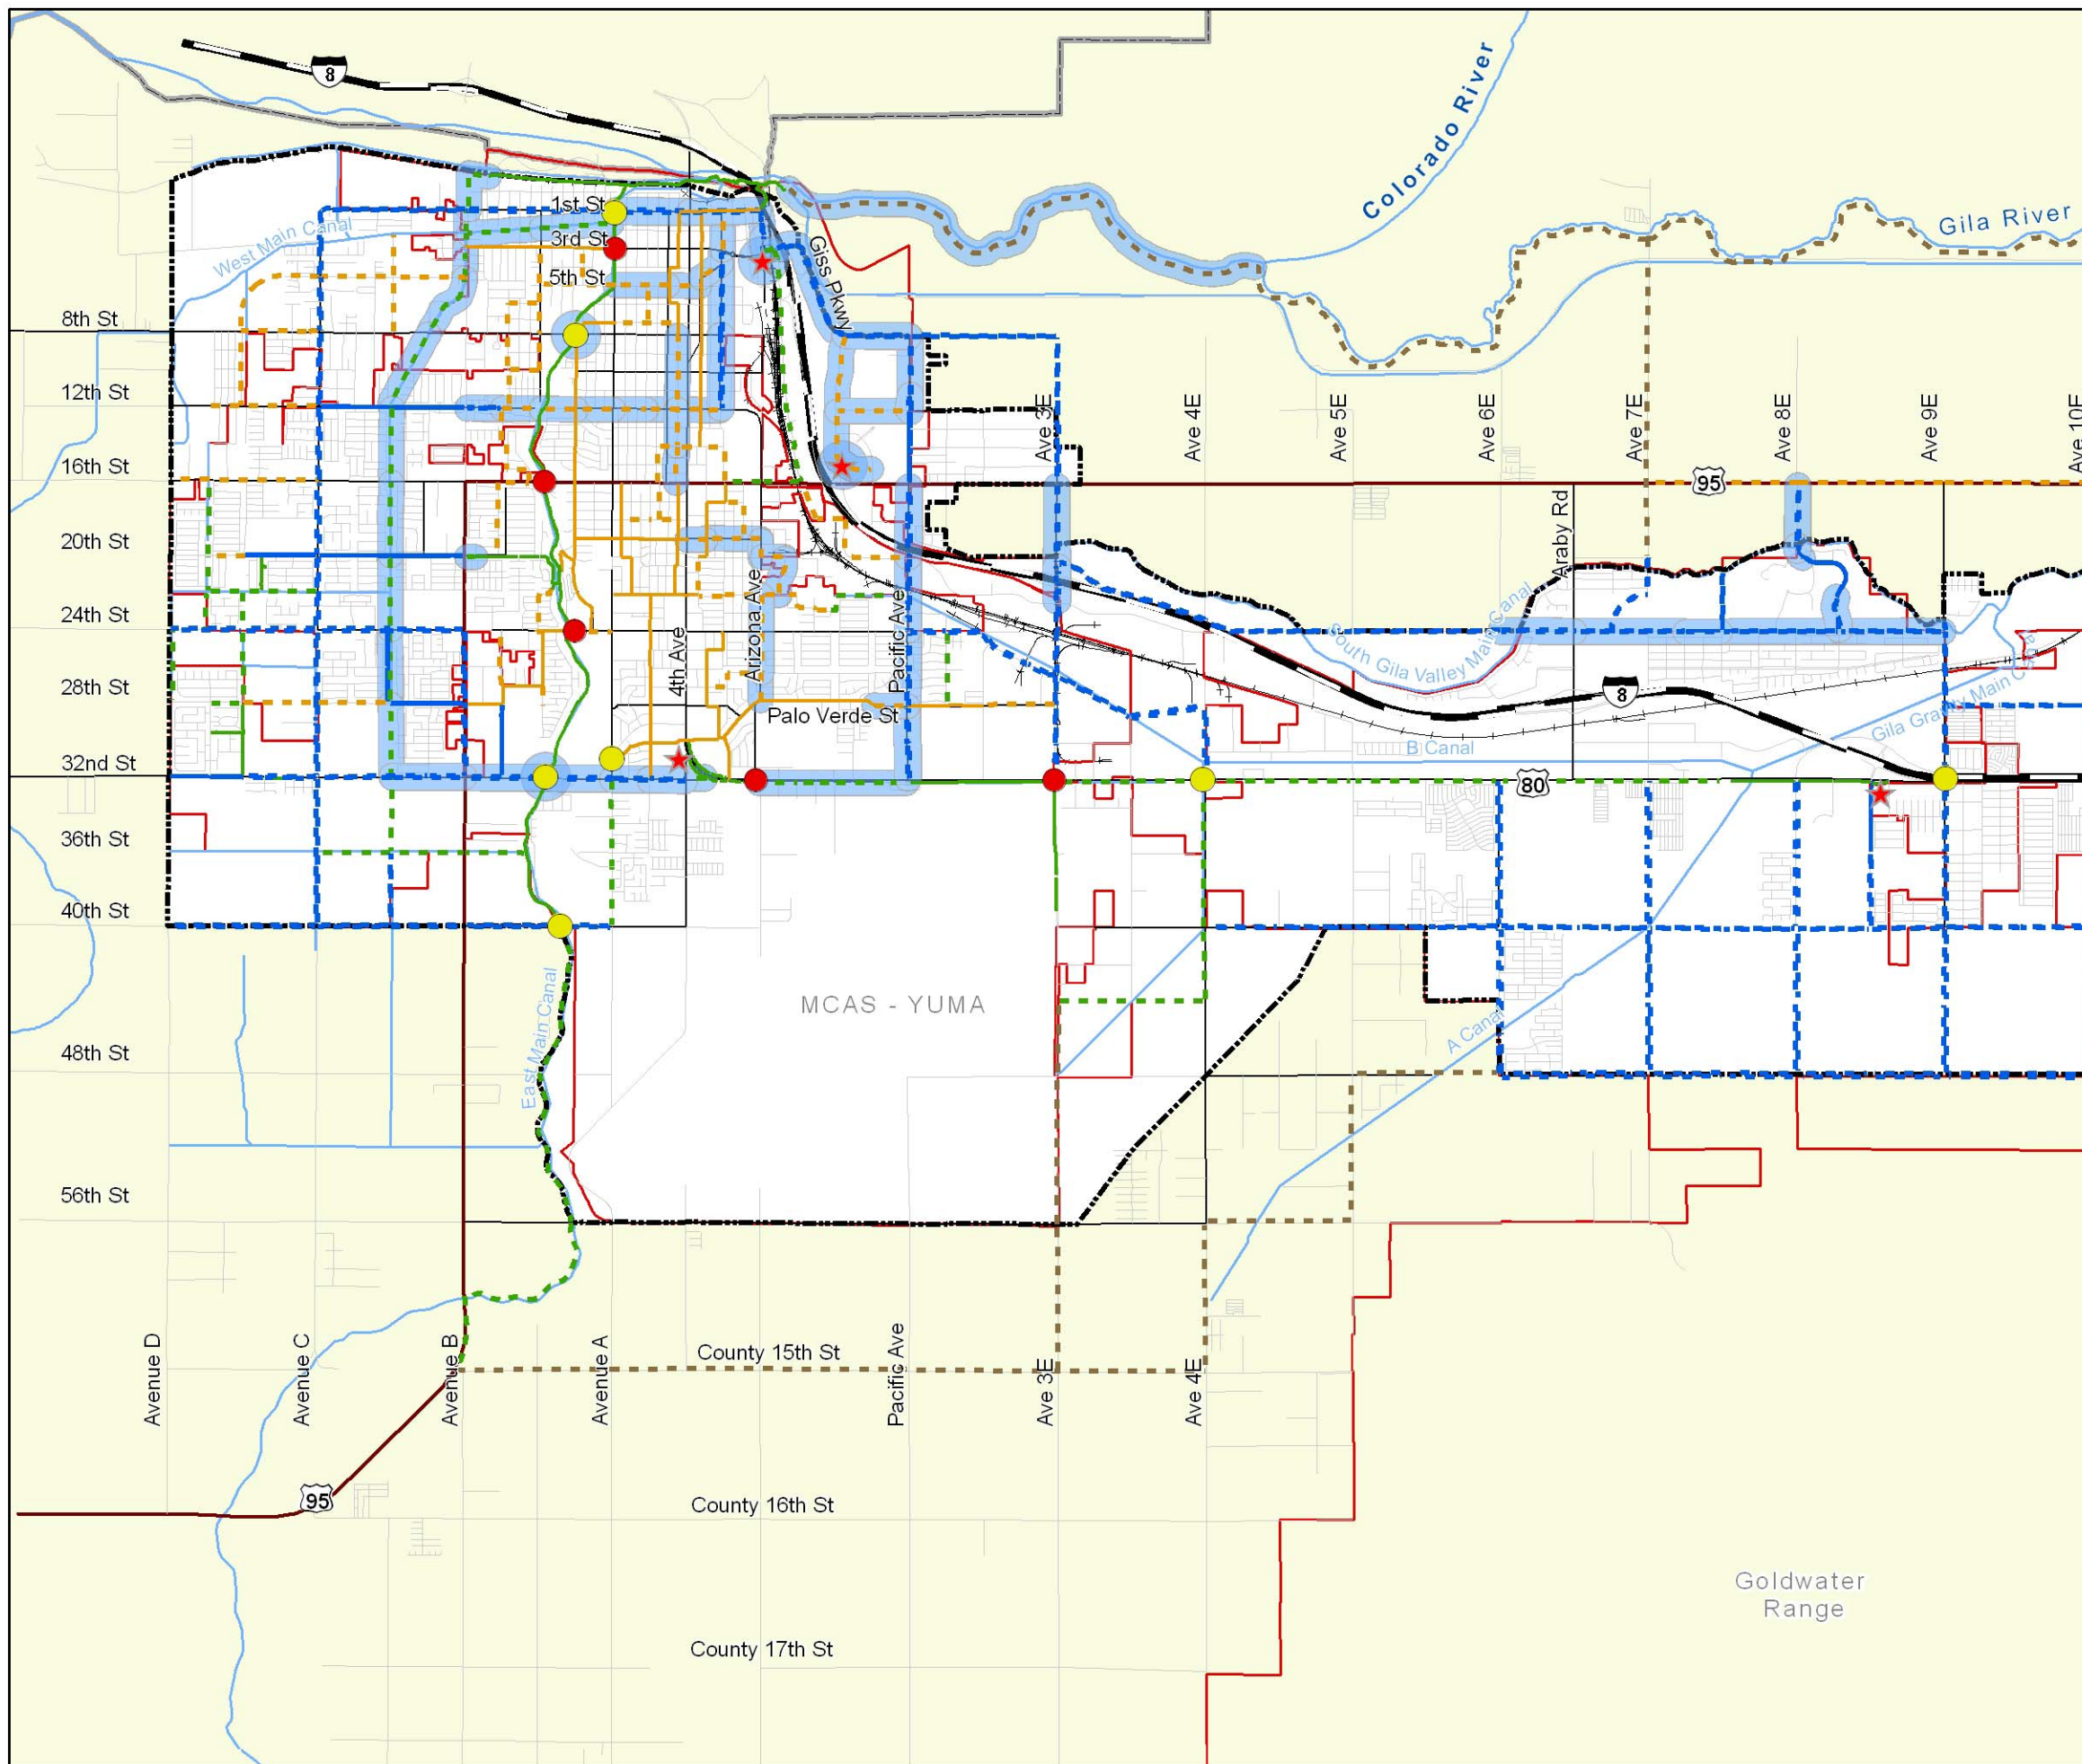 8
Colorado River
Gila River
1st St
West Main Canal
3rd St
Giss Pkwy
5th St
8th St
12th St
Ave 3E
Ave 4E
Ave 5E
Ave 6E
Ave 7E
Ave 8E
Ave 9E
Ave 10E
16th St
95
Araby Rd
20th St
Arizona Ave
Pacific Ave
24th St
South Gila Valley Main Canal
4th Ave
28th St
8
Palo Verde St
Gila Gravity Main
B Canal
32nd St
80
36th St
40th St
MCAS - YUMA
East Main Canal
A Canal
48th St
56th St
Avenue D
Avenue C
Avenue B
Avenue A
County 15th St
Pacific Ave
Ave 3E
Ave 4E
95
County 16th St
Goldwater
Range
County 17th St